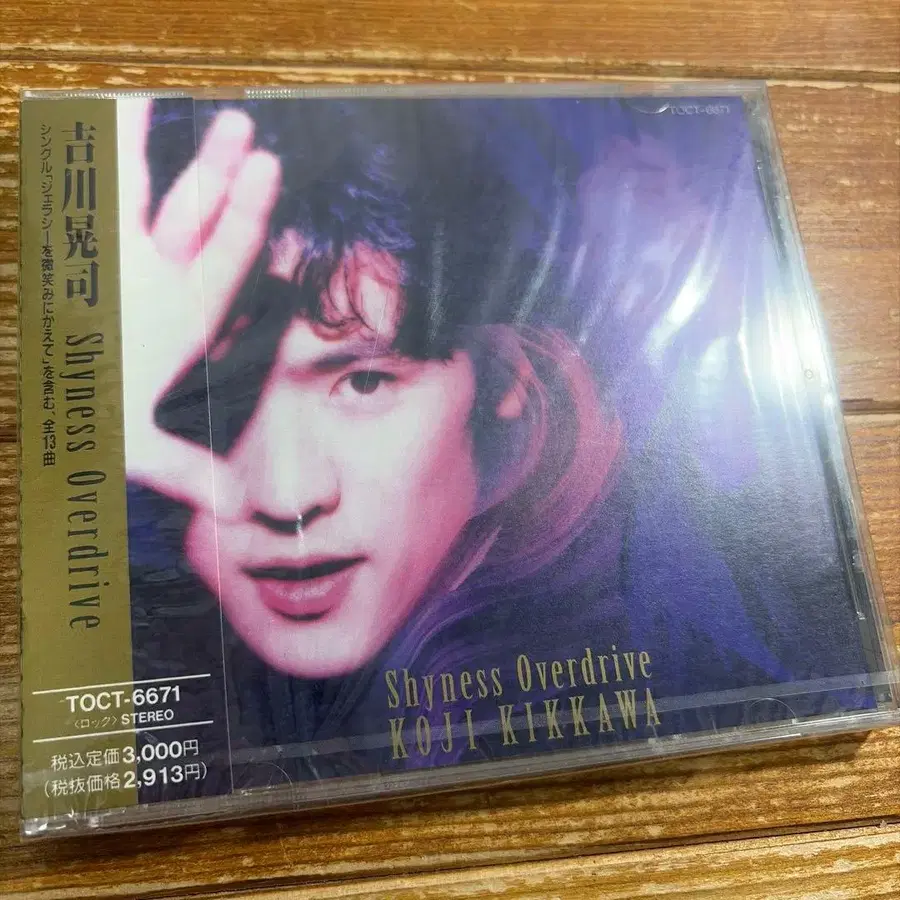 吉川晃司 Shyness Overdrive
シングル「ジェラシーを微笑みにかえて」を含む、全13曲
TOCT-6671
〈ロック〉STEREO
税込定価3,000円
(税抜価格2,913円)
TOCT-6671
Shyness Overdrive
KOJI KIKKAWA